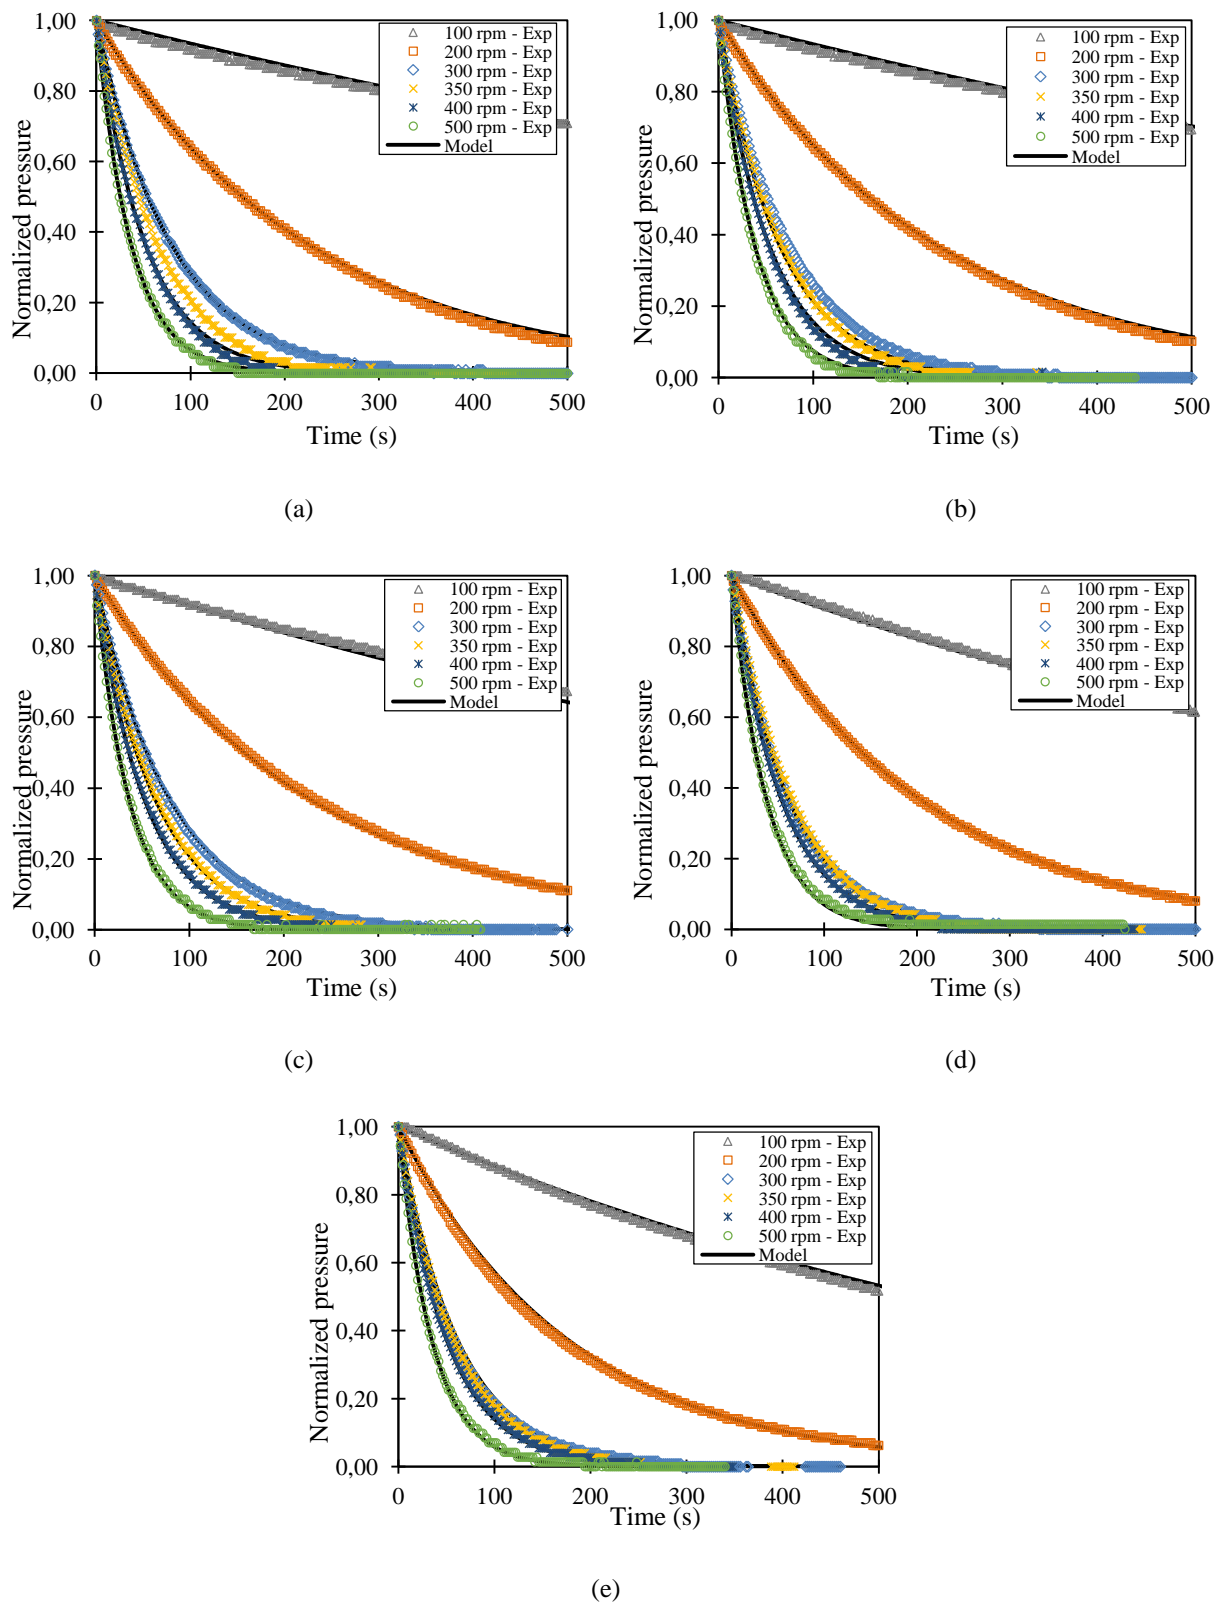 1,00
0,80
0,60
0,40
0,20
0,00
Normalized pressure
0 100 200 300 400 500
Time (s)
100 rpm - Exp
200 rpm - Exp
300 rpm - Exp
350 rpm - Exp
400 rpm - Exp
500 rpm - Exp
Model
(a)
1,00
0,80
0,60
0,40
0,20
0,00
Normalized pressure
0 100 200 300 400 500
Time (s)
100 rpm - Exp
200 rpm - Exp
300 rpm - Exp
350 rpm - Exp
400 rpm - Exp
500 rpm - Exp
Model
(b)
1,00
0,80
0,60
0,40
0,20
0,00
Normalized pressure
0 100 200 300 400 500
Time (s)
100 rpm - Exp
200 rpm - Exp
300 rpm - Exp
350 rpm - Exp
400 rpm - Exp
500 rpm - Exp
Model
(c)
1,00
0,80
0,60
0,40
0,20
0,00
Normalized pressure
0 100 200 300 400 500
Time (s)
100 rpm - Exp
200 rpm - Exp
300 rpm - Exp
350 rpm - Exp
400 rpm - Exp
500 rpm - Exp
Model
(d)
1,00
0,80
0,60
0,40
0,20
0,00
Normalized pressure
0 100 200 300 400 500
Time (s)
100 rpm - Exp
200 rpm - Exp
300 rpm - Exp
350 rpm - Exp
400 rpm - Exp
500 rpm - Exp
Model
(e)